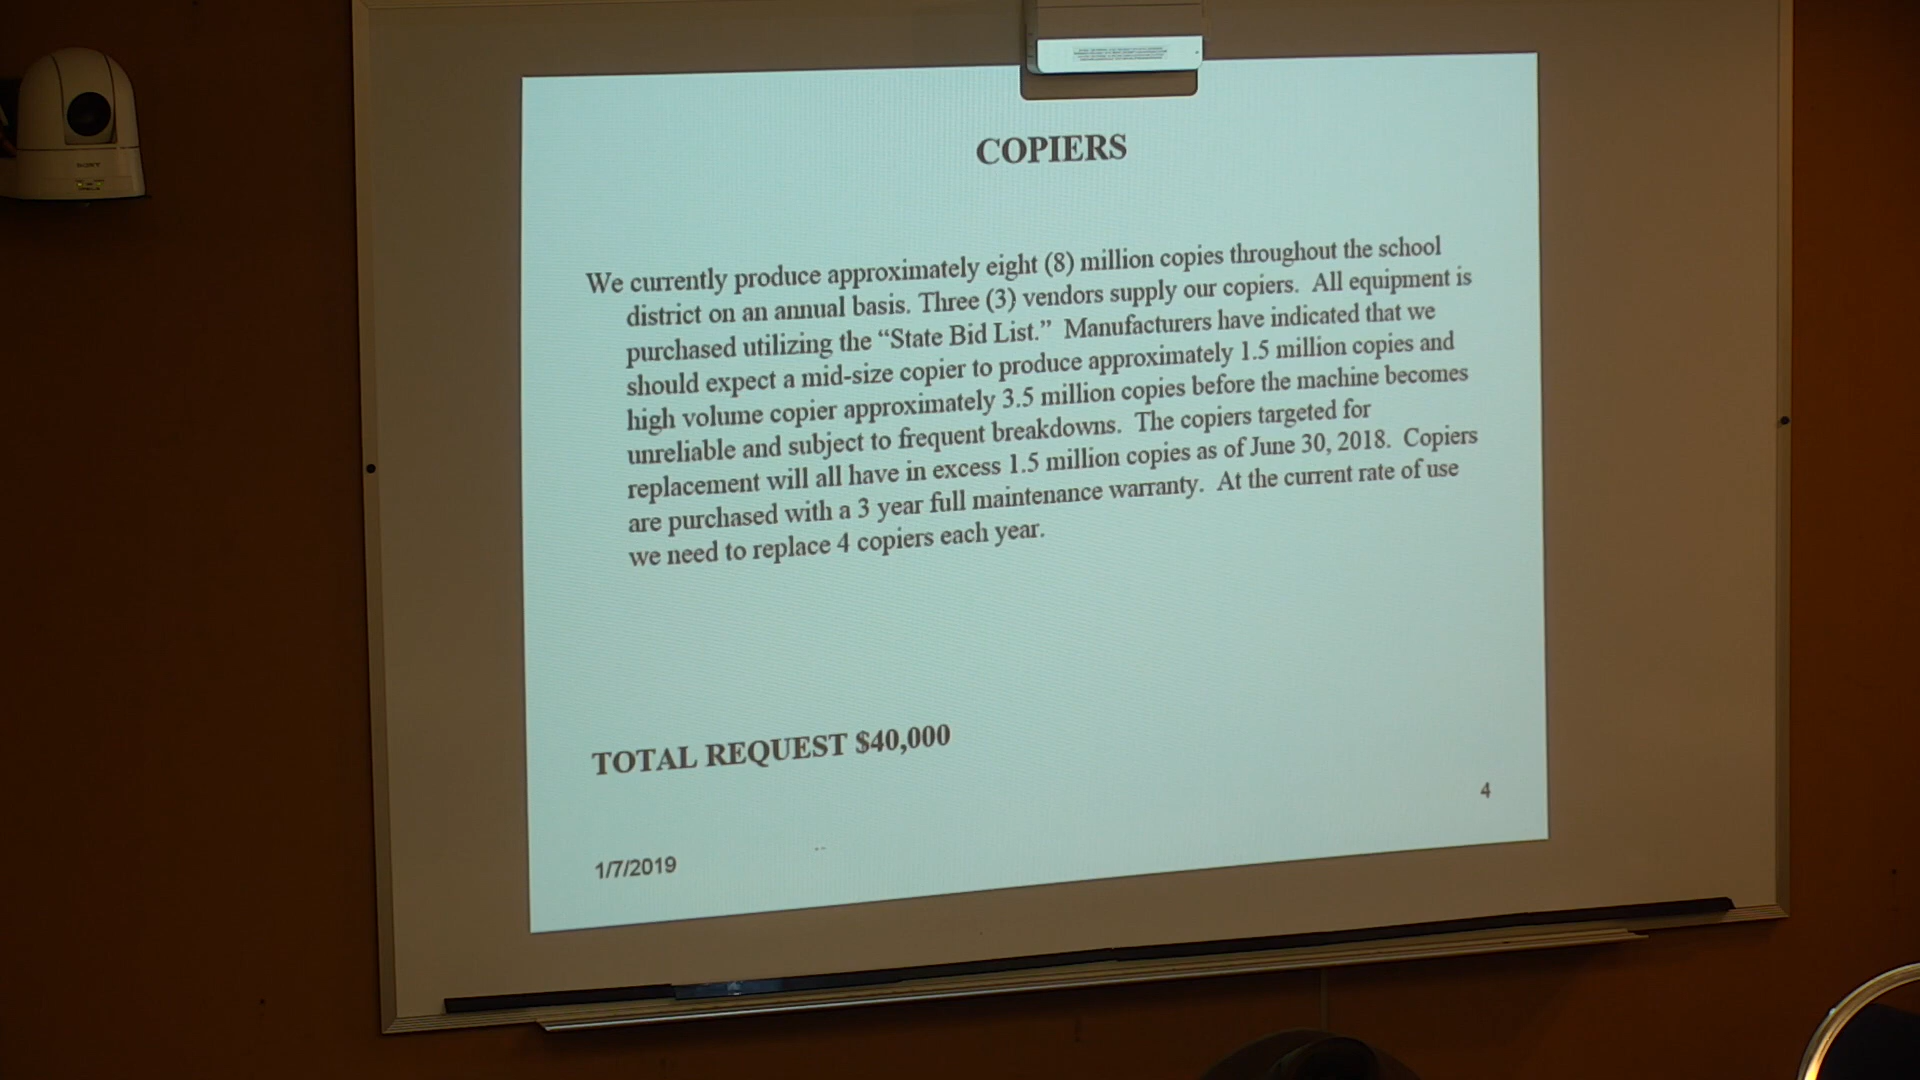 SONY
COPIERS
We currently produce approximately eight (8) million copies throughout the school
district on an annual basis. Three (3) vendors supply our copiers. All equipment is
purchased utilizing the “State Bid List.” Manufacturers have indicated that we
should expect a mid-size copier to produce approximately 1.5 million copies and
high volume copier approximately 3.5 million copies before the machine becomes
unreliable and subject to frequent breakdowns. The copiers targeted for
replacement will all have in excess 1.5 million copies as of June 30, 2018. Copiers
are purchased with a 3 year full maintenance warranty. At the current rate of use
we need to replace 4 copiers each year.
TOTAL REQUEST $40,000
4
1/7/2019